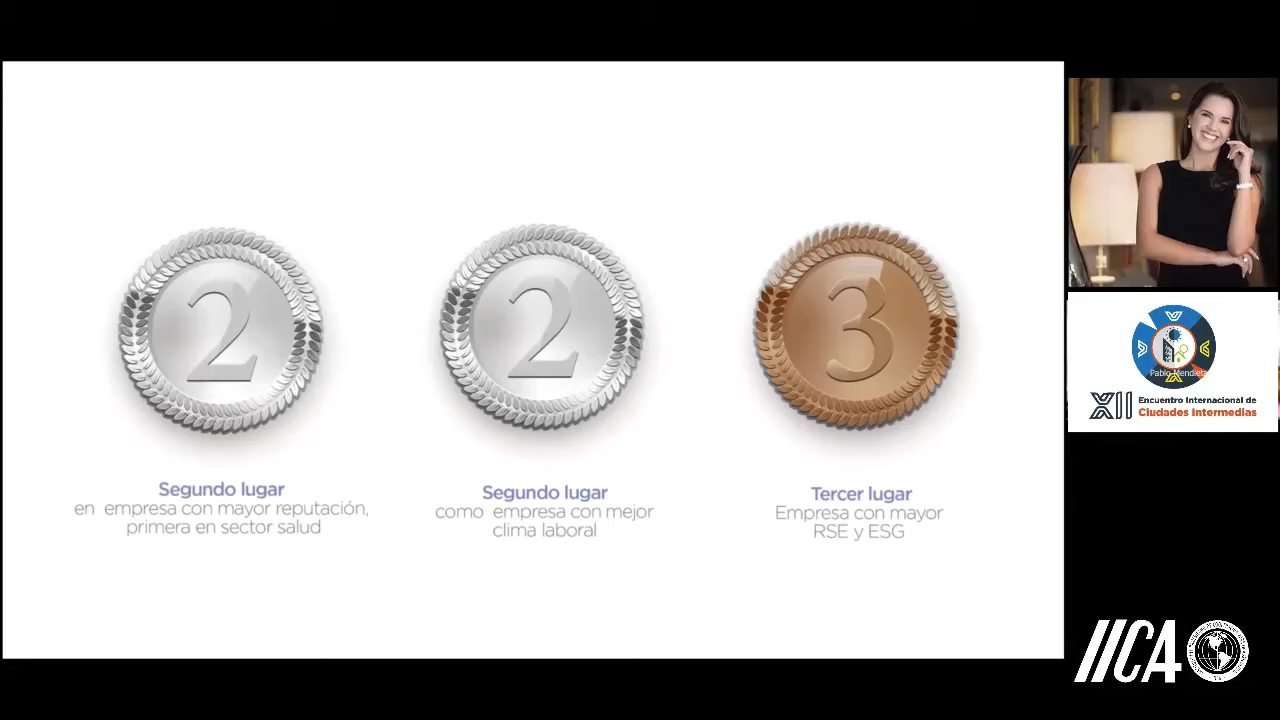 2
2
3
Segundo lugar
en empresa con mayor reputación,
primera en sector salud
Segundo lugar
como empresa con mejor
clima laboral
Tercer lugar
Empresa con mayor
RSE y ESG
Pablo Mendieta
XII Encuentro Internacional de
Ciudades Intermedias
IICA